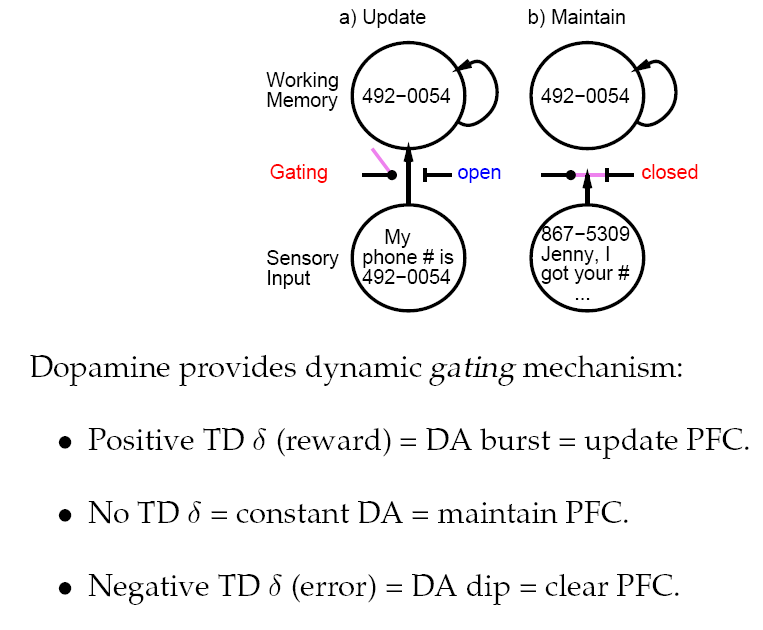 a) Update
b) Maintain
Working
Memory
492−0054
492−0054
Gating
open
closed
Sensory
Input
My
phone # is
492−0054
867−5309
Jenny, I
got your #
...
Dopamine provides dynamic gating mechanism:
• Positive TD δ (reward) = DA burst = update PFC.
• No TD δ = constant DA = maintain PFC.
• Negative TD δ (error) = DA dip = clear PFC.